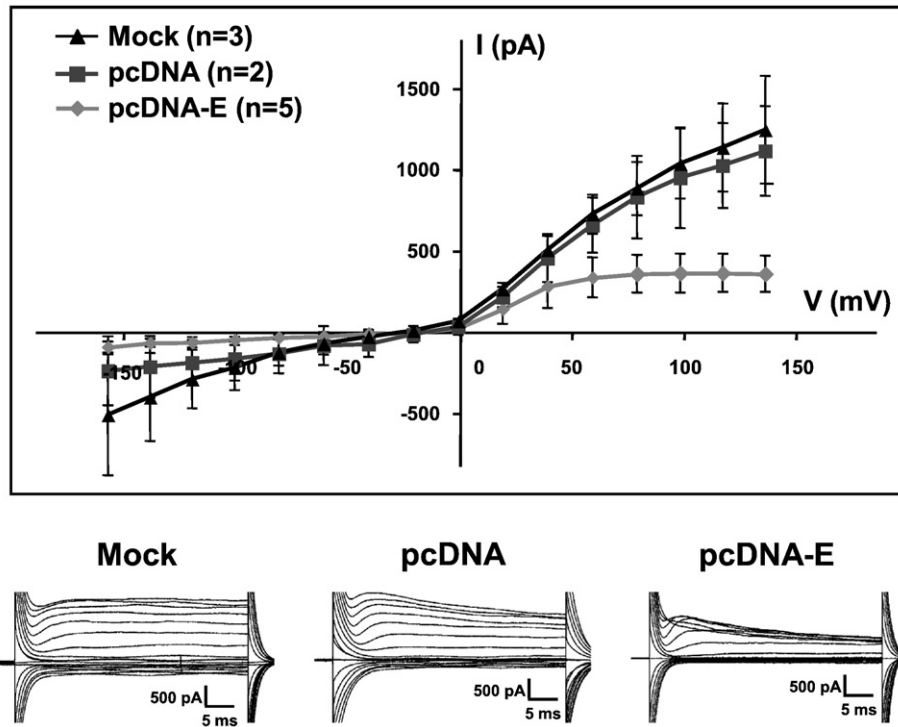 Mock (n=3)
pcDNA (n=2)
pcDNA-E (n=5)
I (pA)
1500
1000
500
V (mV)
-150
-100
-50
0
50
100
150
-500
Mock
pcDNA
pcDNA-E
500 pA
5 ms
500 pA
5 ms
500 pA
5 ms